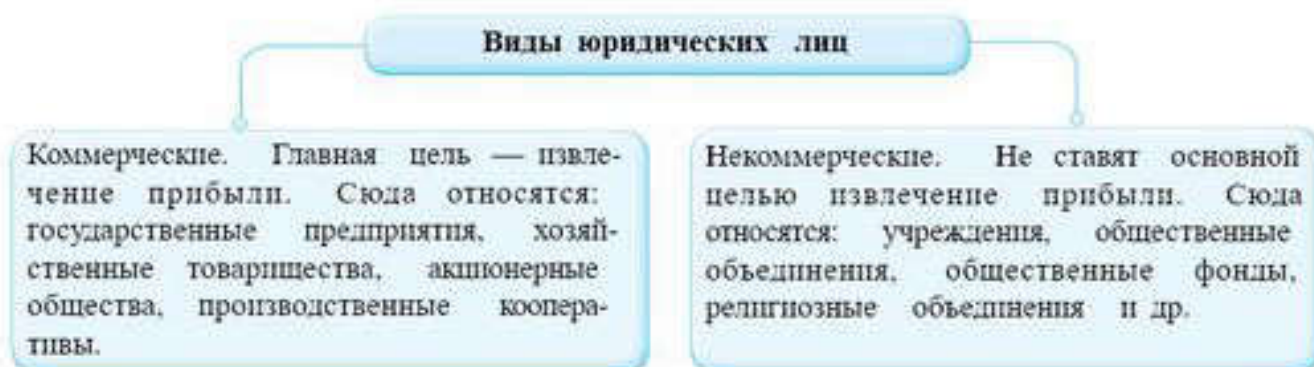 Виды юридических лиц
Коммерческие. Главная цель — извле-
чение прибыли. Сюда относятся:
государственные предприятия, хозяй-
ственные товарищества, акционерные
общества, производственные коопера-
тивы.
Некоммерческие. Не ставят основной
целью извлечение прибыли. Сюда
относятся: учреждения, общественные
объединения, общественные фонды,
религиозные объединения и др.